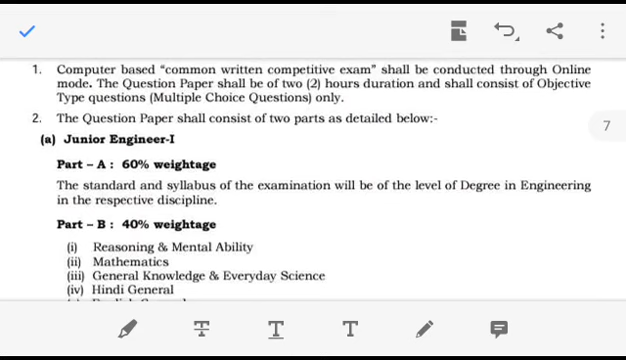 1. Computer based "common written competitive exam" shall be conducted through Online
mode. The Question Paper shall be of two (2) hours duration and shall consist of Objective
Type questions (Multiple Choice Questions) only.
2. The Question Paper shall consist of two parts as detailed below:-
7
(a) Junior Engineer-I
Part – A : 60% weightage
The standard and syllabus of the examination will be of the level of Degree in Engineering
in the respective discipline.
Part – B : 40% weightage
(i) Reasoning & Mental Ability
(ii) Mathematics
(iii) General Knowledge & Everyday Science
(iv) Hindi General